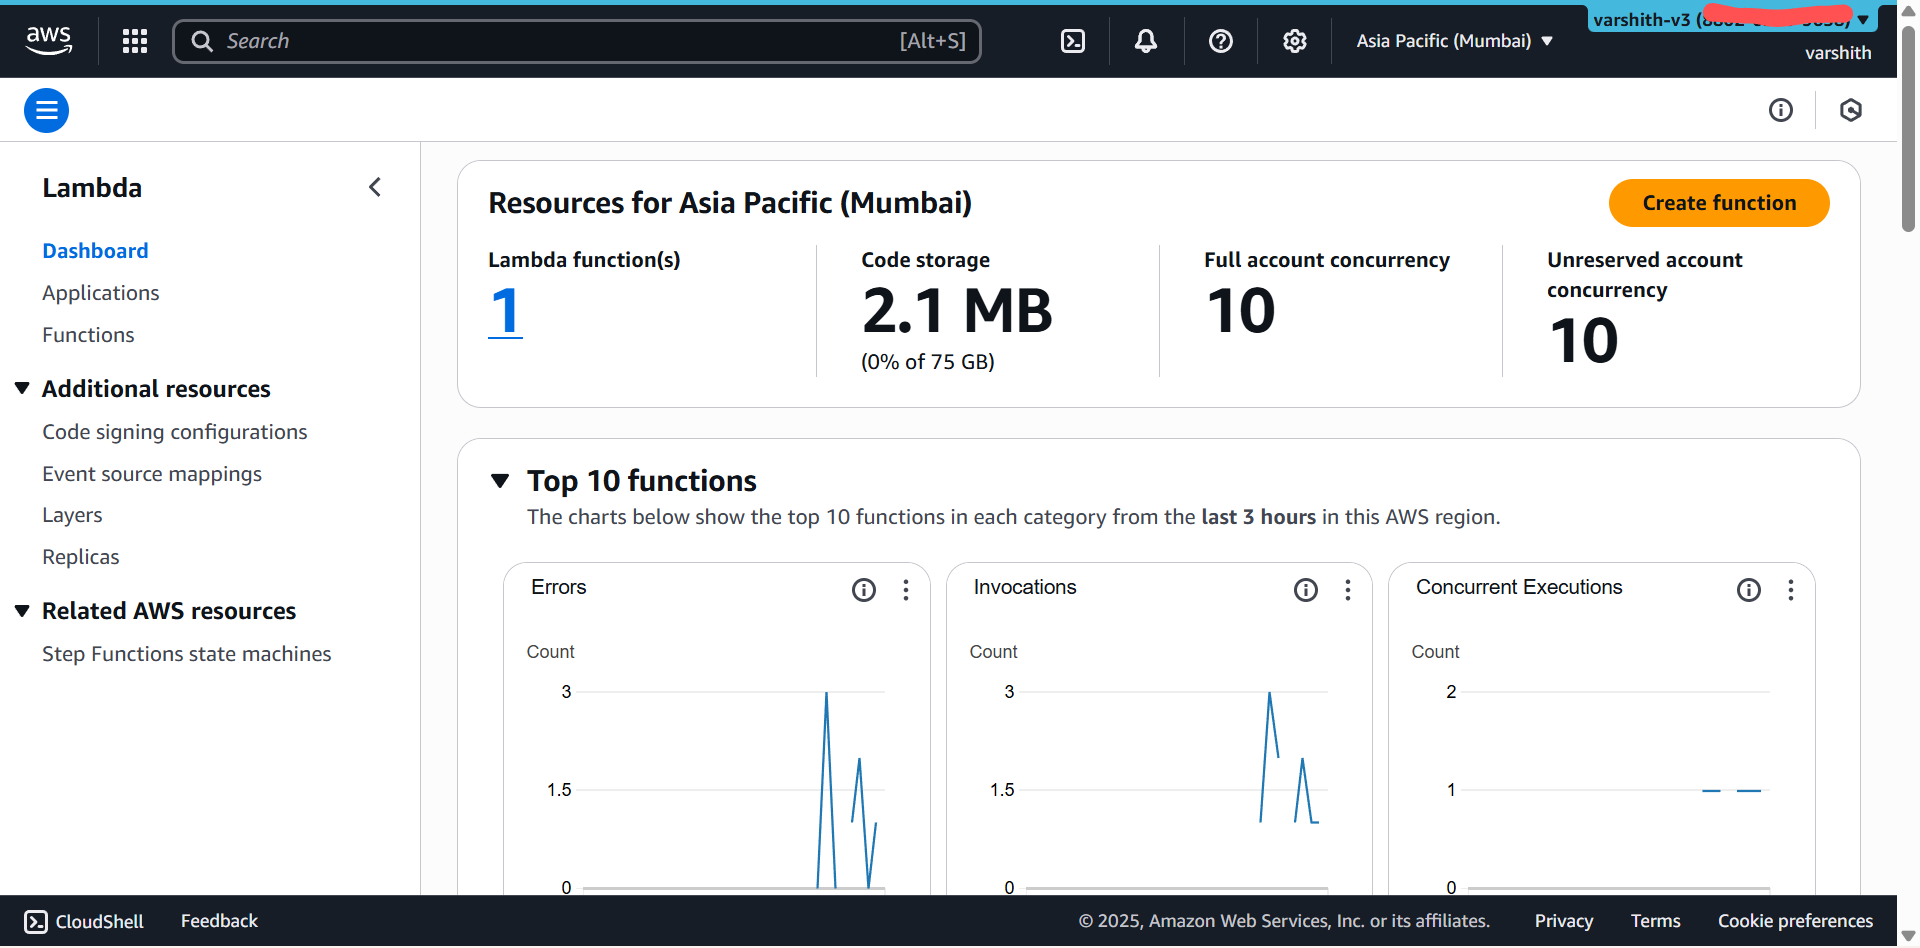 aws
Search [Alt+S]
Asia Pacific (Mumbai)
varshith-v3
varshith
Lambda
Dashboard
Applications
Functions
Additional resources
Code signing configurations
Event source mappings
Layers
Replicas
Related AWS resources
Step Functions state machines
Resources for Asia Pacific (Mumbai)
Create function
Lambda function(s)
1
Code storage
2.1 MB
(0% of 75 GB)
Full account concurrency
10
Unreserved account
concurrency
10
Top 10 functions
The charts below show the top 10 functions in each category from the last 3 hours in this AWS region.
Errors
Count
3
1.5
0
Invocations
Count
3
1.5
0
Concurrent Executions
Count
2
1
0
CloudShell
Feedback
© 2025, Amazon Web Services, Inc. or its affiliates.
Privacy
Terms
Cookie preferences